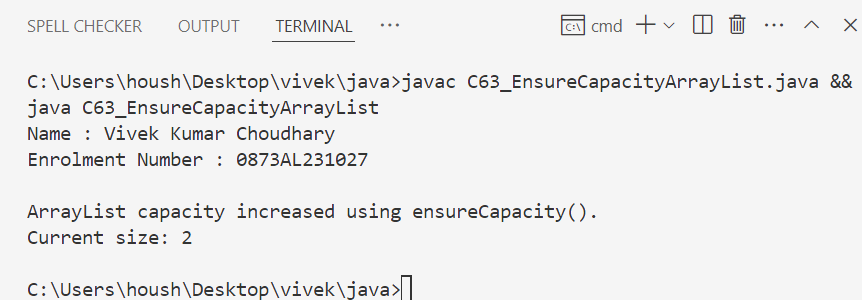 SPELL CHECKER OUTPUT TERMINAL ··· cmd ···
C:\Users\housh\Desktop\vivek\java>javac C63_EnsureCapacityArrayList.java &&
java C63_EnsureCapacityArrayList
Name : Vivek Kumar Choudhary
Enrolment Number : 0873AL231027
ArrayList capacity increased using ensureCapacity().
Current size: 2
C:\Users\housh\Desktop\vivek\java>